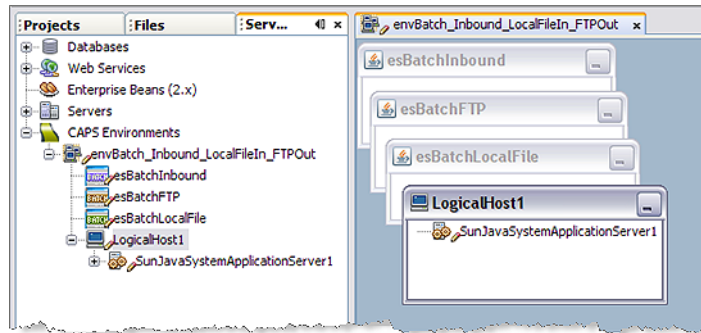 Projects Files Serv... envBatch_Inbound_LocalFileIn_FTPOut
Databases
Web Services
Enterprise Beans (2.x)
Servers
CAPS Environments
envBatch_Inbound_LocalFileIn_FTPOut
esBatchInbound
esBatchFTP
esBatchLocalFile
LogicalHost1
SunJavaSystemApplicationServer1
esBatchInbound
esBatchFTP
esBatchLocalFile
LogicalHost1
SunJavaSystemApplicationServer1